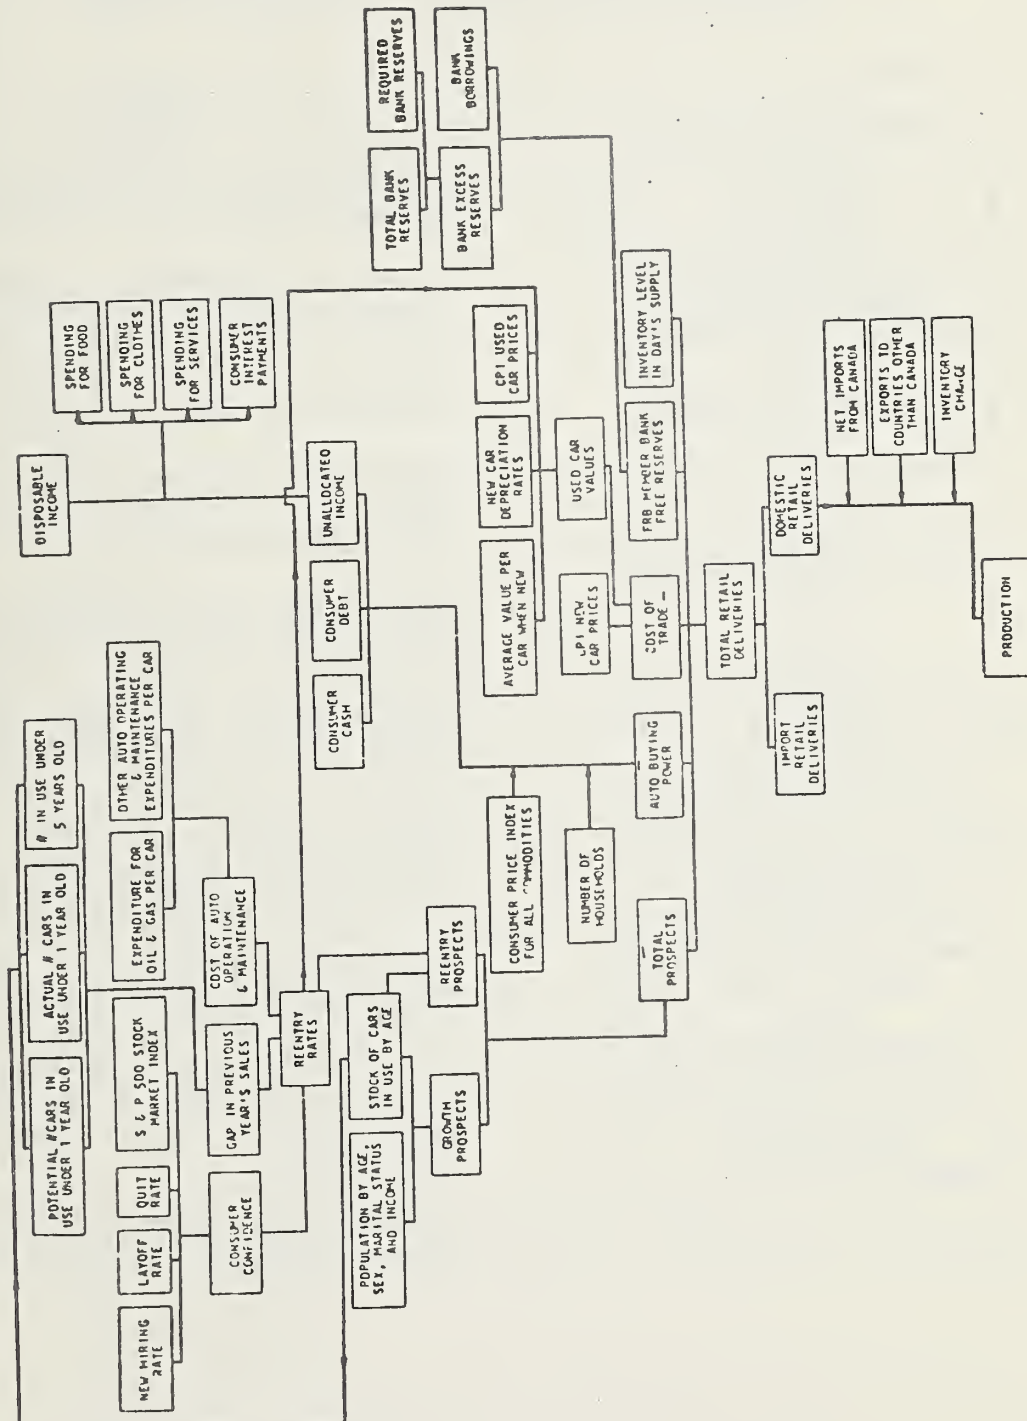 POTENTIAL # CARS IN
USE UNDER 1 YEAR OLD
ACTUAL # CARS IN
USE UNDER 1 YEAR OLD
# IN USE UNDER
5 YEARS OLD
NEW HIRING
RATE
LAYOFF
RATE
QUIT
RATE
S & P 500 STOCK
MARKET INDEX
EXPENDITURE FOR
OIL & GAS PER CAR
OTHER AUTO OPERATING
& MAINTENANCE
EXPENDITURES PER CAR
DISPOSABLE
INCOME
SPENDING
FOR FOOD
SPENDING
FOR CLOTHES
SPENDING
FOR SERVICES
CONSUMER
INTEREST
PAYMENTS
CONSUMER
CONFIDENCE
GAP IN PREVIOUS
YEAR'S SALES
COST OF AUTO
OPERATION
& MAINTENANCE
REENTRY
RATES
CONSUMER
CASH
CONSUMER
DEBT
UNALLOCATED
INCOME
POPULATION BY AGE,
SEX, MARITAL STATUS
AND INCOME
STOCK OF CARS
IN USE BY AGE
TOTAL BANK
RESERVES
REQUIRED
BANK RESERVES
GROWTH
PROSPECTS
REENTRY
PROSPECTS
BANK EXCESS
RESERVES
BANK
BORROWINGS
CONSUMER PRICE INDEX
FOR ALL COMMODITIES
AVERAGE VALUE PER
CAR WHEN NEW
NEW CAR
DEPRECIATION
RATES
CPI USED
CAR PRICES
NUMBER OF
HOUSEHOLDS
CPI NEW
CAR PRICES
USED CAR
VALUES
TOTAL
PROSPECTS
AUTO BUYING
POWER
COST OF
TRADE —
FRB MEMBER BANK
FREE RESERVES
INVENTORY LEVEL
IN DAY'S SUPPLY
TOTAL RETAIL
DELIVERIES
IMPORT
RETAIL
DELIVERIES
DOMESTIC
RETAIL
DELIVERIES
NET IMPORTS
FROM CANADA
EXPORTS TO
COUNTRIES OTHER
THAN CANADA
INVENTORY
CHANGE
PRODUCTION